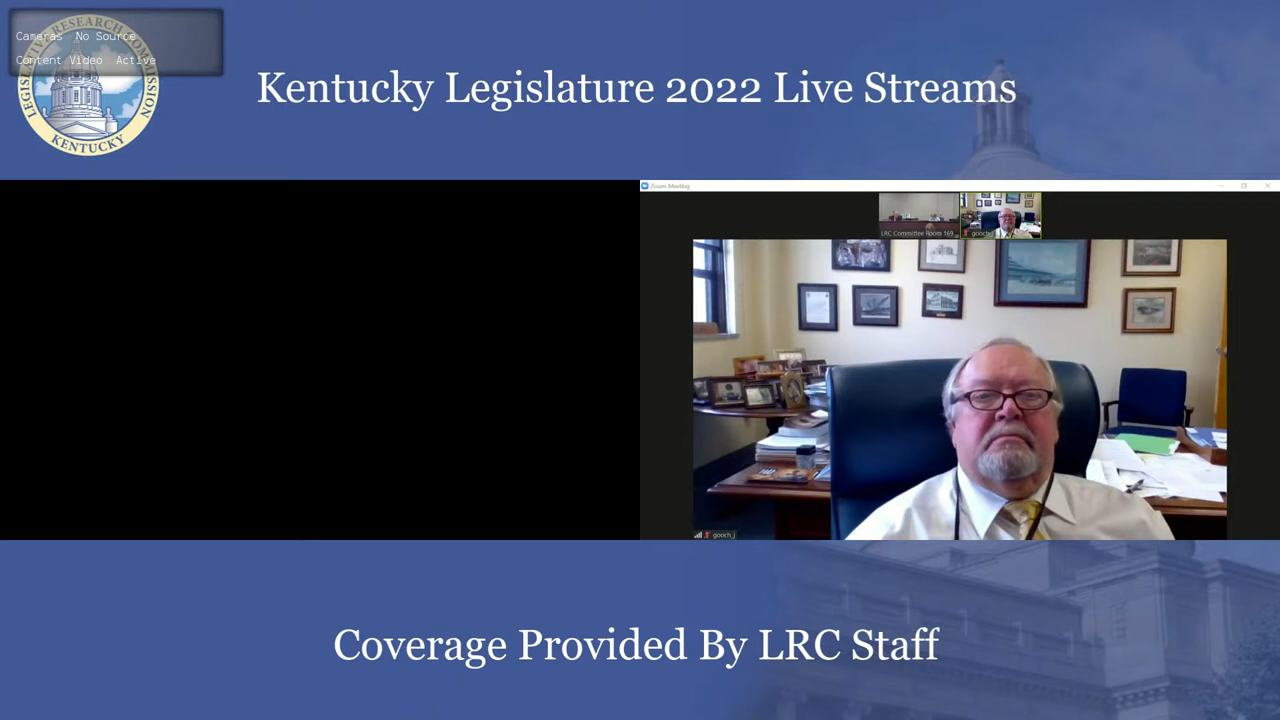 Cameras No Source
Content Video Active
LEGISLATIVE RESEARCH COMMISSION
KENTUCKY
Kentucky Legislature 2022 Live Streams
Zoom Meeting
LRC Committee Room 169
gooch_j
gooch_j
Coverage Provided By LRC Staff